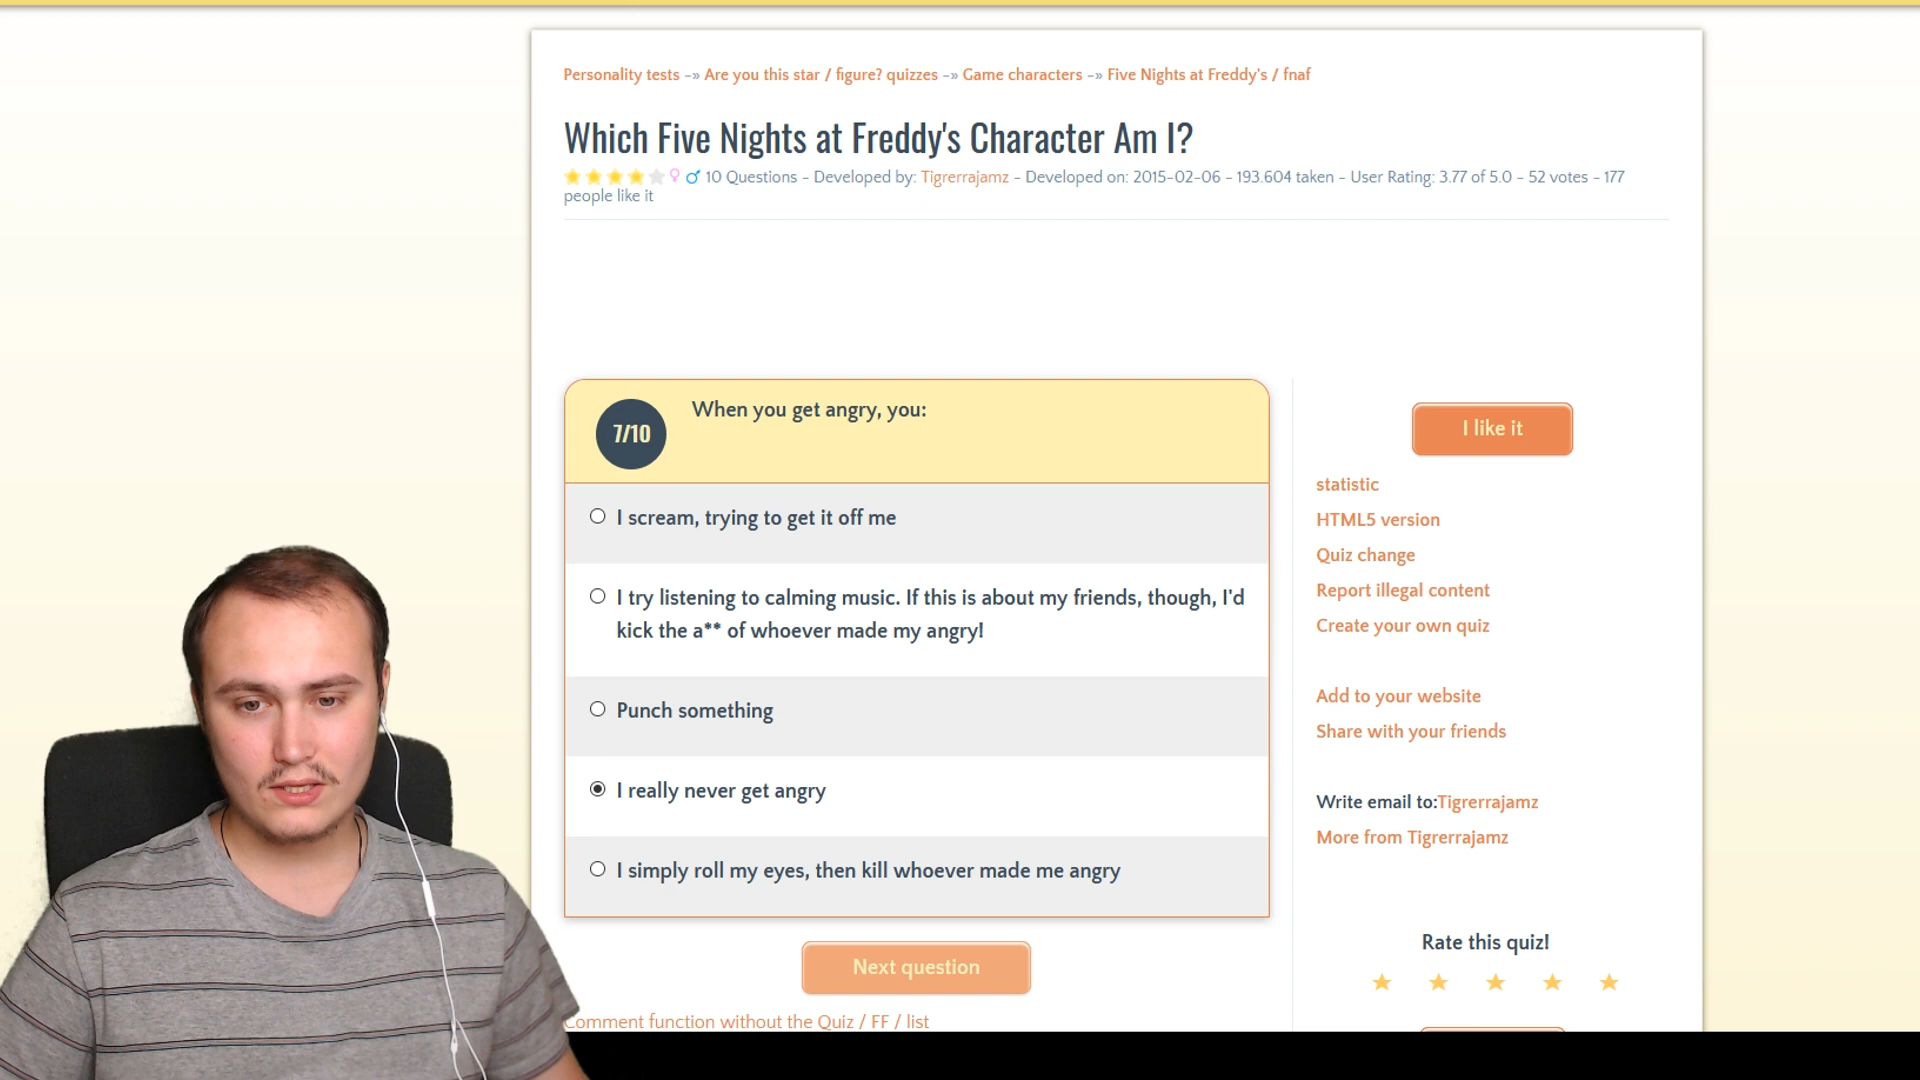 Personality tests -» Are you this star / figure? quizzes -» Game characters -» Five Nights at Freddy's / fnaf
Which Five Nights at Freddy's Character Am I?
10 Questions - Developed by: Tigrerrajamz - Developed on: 2015-02-06 - 193.604 taken - User Rating: 3.77 of 5.0 - 52 votes - 177
people like it
7/10
When you get angry, you:
I scream, trying to get it off me
I try listening to calming music. If this is about my friends, though, I'd
kick the a** of whoever made my angry!
Punch something
I really never get angry
I simply roll my eyes, then kill whoever made me angry
Next question
Comment function without the Quiz / FF / list
I like it
statistic
HTML5 version
Quiz change
Report illegal content
Create your own quiz
Add to your website
Share with your friends
Write email to:Tigrerrajamz
More from Tigrerrajamz
Rate this quiz!